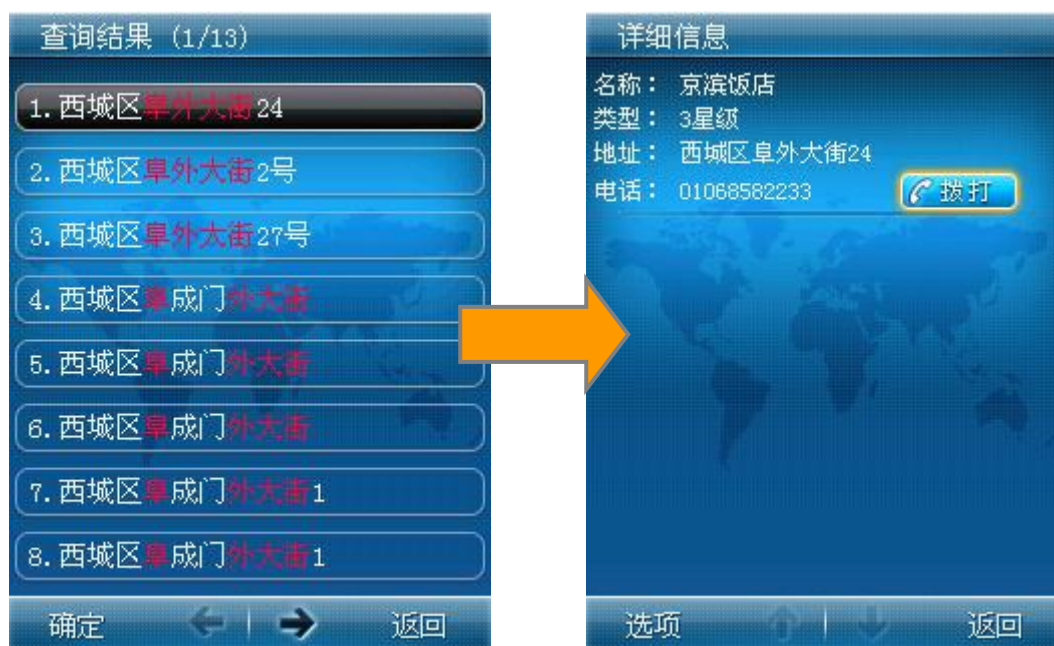 查询结果 (1/13)
1.西城区阜外大街24
2.西城区阜外大街2号
3.西城区阜外大街27号
4.西城区阜成门外大街
5.西城区阜成门外大街
6.西城区阜成门外大街
7.西城区阜成门外大街1
8.西城区阜成门外大街1
确定 返回
详细信息
名称： 京滨饭店
类型： 3星级
地址： 西城区阜外大街24
电话： 01068582233 拨打
选项 返回